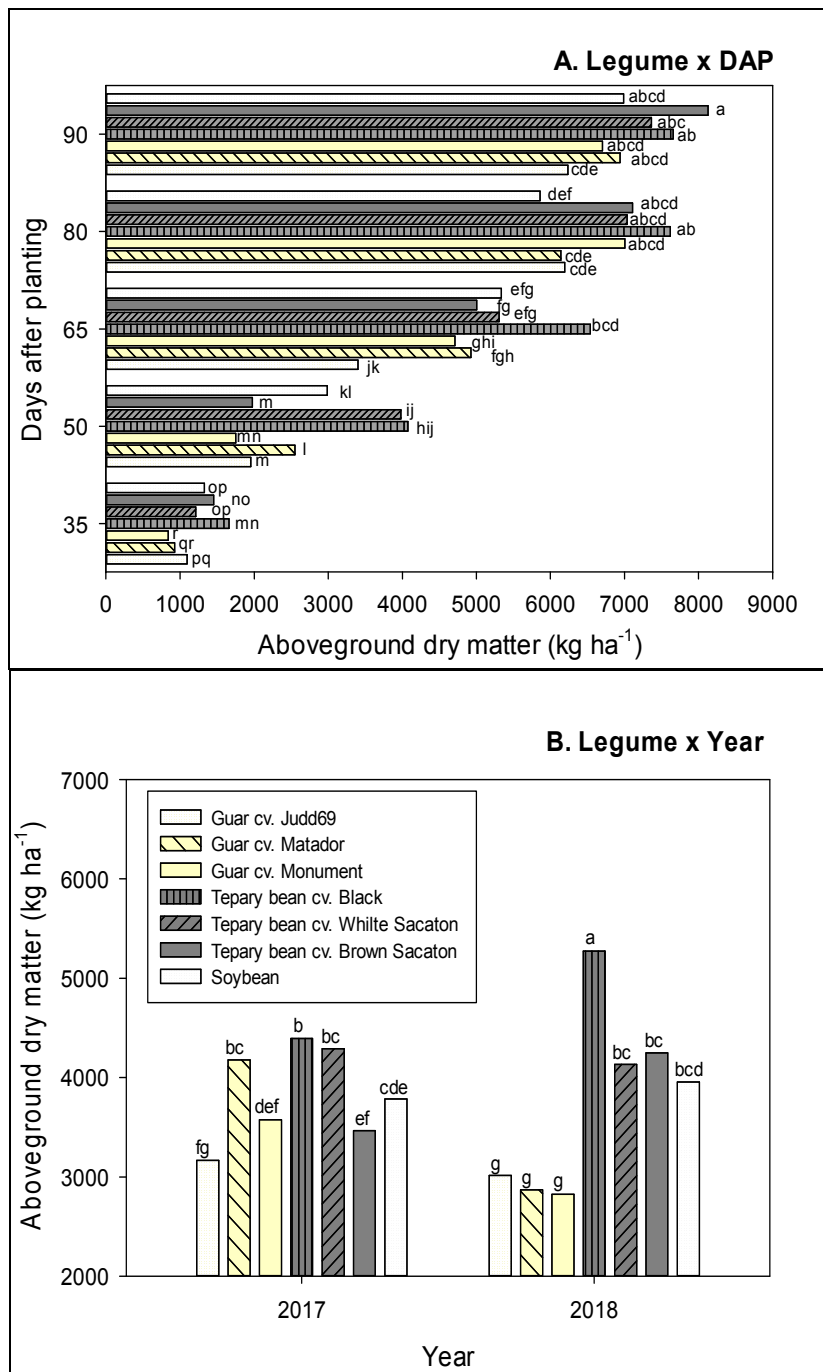 A. Legume x DAP
abcd
a
abc
90
ab
abcd
abcd
cde
def
abcd
abcd
80
ab
abcd
cde
cde
efg
fg
efg
65
bcd
ghi
fgh
jk
kl
m
ij
50
hij
mn
l
m
op
no
op
35
mn
r
qr
pq
Days after planting
0 1000 2000 3000 4000 5000 6000 7000 8000 9000
Aboveground dry matter (kg ha⁻¹)
B. Legume x Year
7000
6000
5000
4000
3000
2000
Aboveground dry matter (kg ha⁻¹)
Guar cv. Judd69
Guar cv. Matador
Guar cv. Monument
Tepary bean cv. Black
Tepary bean cv. Whilte Sacaton
Tepary bean cv. Brown Sacaton
Soybean
fg bc def b bc ef cde
g g g a bc bc bcd
2017 2018
Year